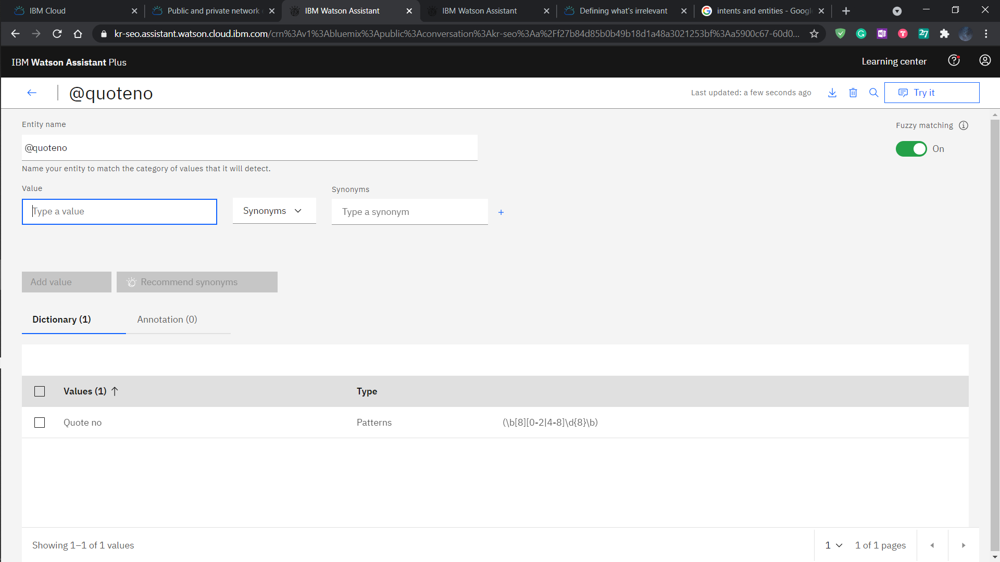 IBM Cloud
Public and private network
IBM Watson Assistant
IBM Watson Assistant
Defining what's irrelevant
intents and entities - Googl
kr-seo.assistant.watson.cloud.ibm.com/crn%3Av1%3Abluemix%3Apublic%3Aconversation%3Akr-seo%3Aa%2Ff27b84d85b0b49b18d1a48a3021253bf%3Aa5900c67-60d0...
27
IBM Watson Assistant Plus
Learning center
@quoteno
Last updated: a few seconds ago
Try it
Entity name
Fuzzy matching
@quoteno
On
Name your entity to match the category of values that it will detect.
Value
Synonyms
Type a value
Synonyms
Type a synonym
+
Add value
Recommend synonyms
Dictionary (1)
Annotation (0)
Values (1)
Type
Quote no
Patterns
(\b[8][0-2|4-8]\d{8}\b)
Showing 1–1 of 1 values
1
1 of 1 pages